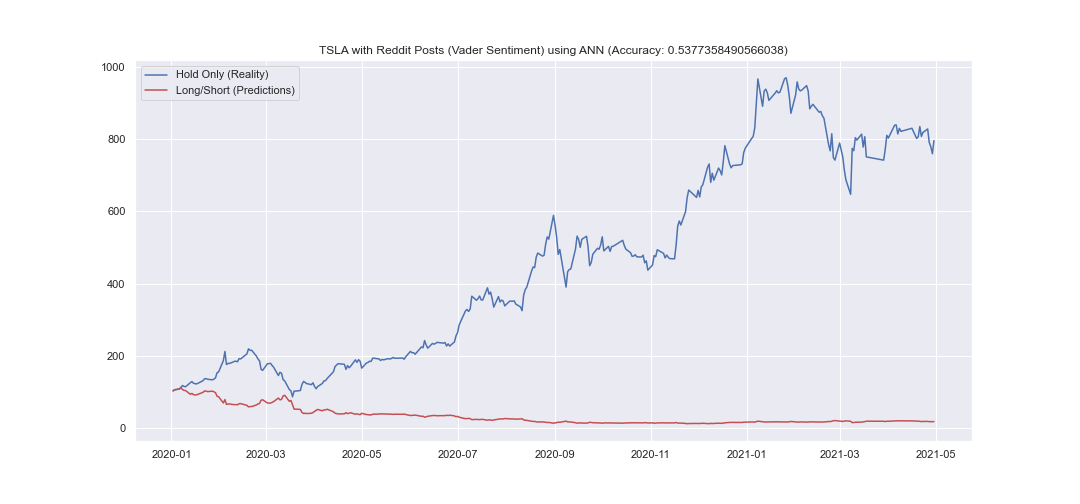 TSLA with Reddit Posts (Vader Sentiment) using ANN (Accuracy: 0.5377358490566038)
Hold Only (Reality)
Long/Short (Predictions)
1000
800
600
400
200
0
2020-01 2020-03 2020-05 2020-07 2020-09 2020-11 2021-01 2021-03 2021-05